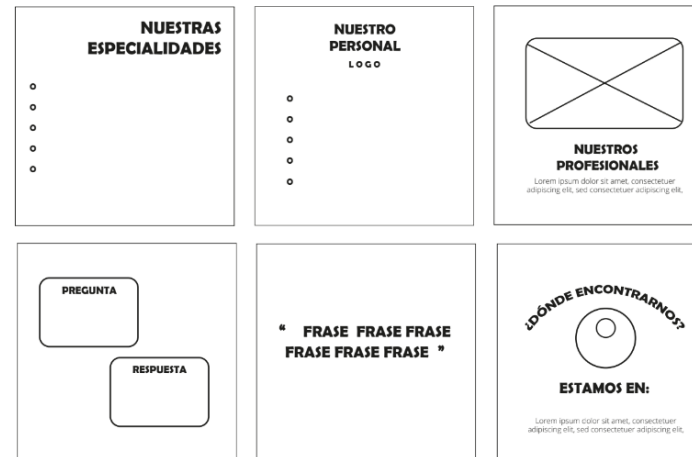 NUESTRAS
ESPECIALIDADES
NUESTRO
PERSONAL
LOGO
NUESTROS
PROFESIONALES
Lorem ipsum dolor sit amet, consectetuer
adipiscing elit, sed consectetuer adipiscing elit,
PREGUNTA
RESPUESTA
“ FRASE FRASE FRASE
FRASE FRASE FRASE ”
¿DÓNDE ENCONTRARNOS?
ESTAMOS EN:
Lorem ipsum dolor sit amet, consectetuer
adipiscing elit, sed consectetuer adipiscing elit,